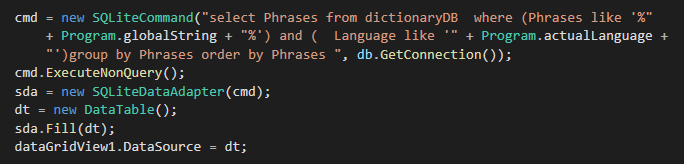 cmd = new SQLiteCommand("select Phrases from dictionaryDB  where (Phrases like '%"
    + Program.globalString + "%') and (  Language like '" + Program.actualLanguage +
    "')group by Phrases order by Phrases ", db.GetConnection());
cmd.ExecuteNonQuery();
sda = new SQLiteDataAdapter(cmd);
dt = new DataTable();
sda.Fill(dt);
dataGridView1.DataSource = dt;